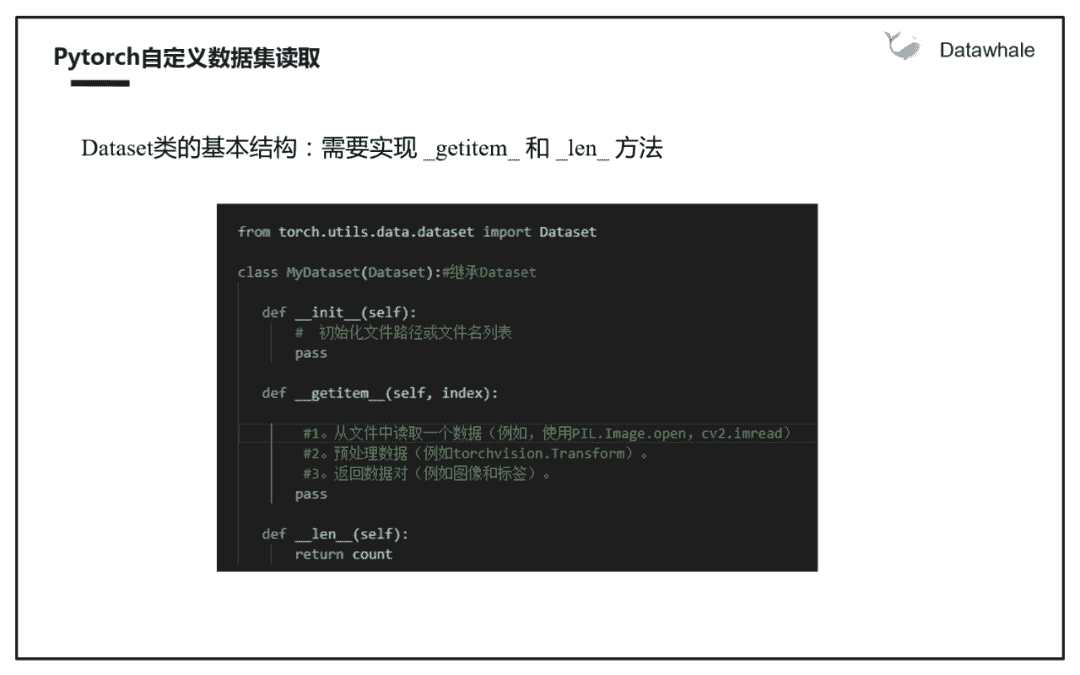 Pytorch自定义数据集读取
Datawhale
Dataset类的基本结构：需要实现 _getitem_ 和 _len_ 方法
from torch.utils.data.dataset import Dataset
class MyDataset(Dataset):#继承Dataset
def __init__(self):
# 初始化文件路径或文件名列表
pass
def __getitem__(self, index):
#1。从文件中读取一个数据（例如，使用PIL.Image.open，cv2.imread）
#2。预处理数据（例如torchvision.Transform）。
#3。返回数据对（例如图像和标签）。
pass
def __len__(self):
return count